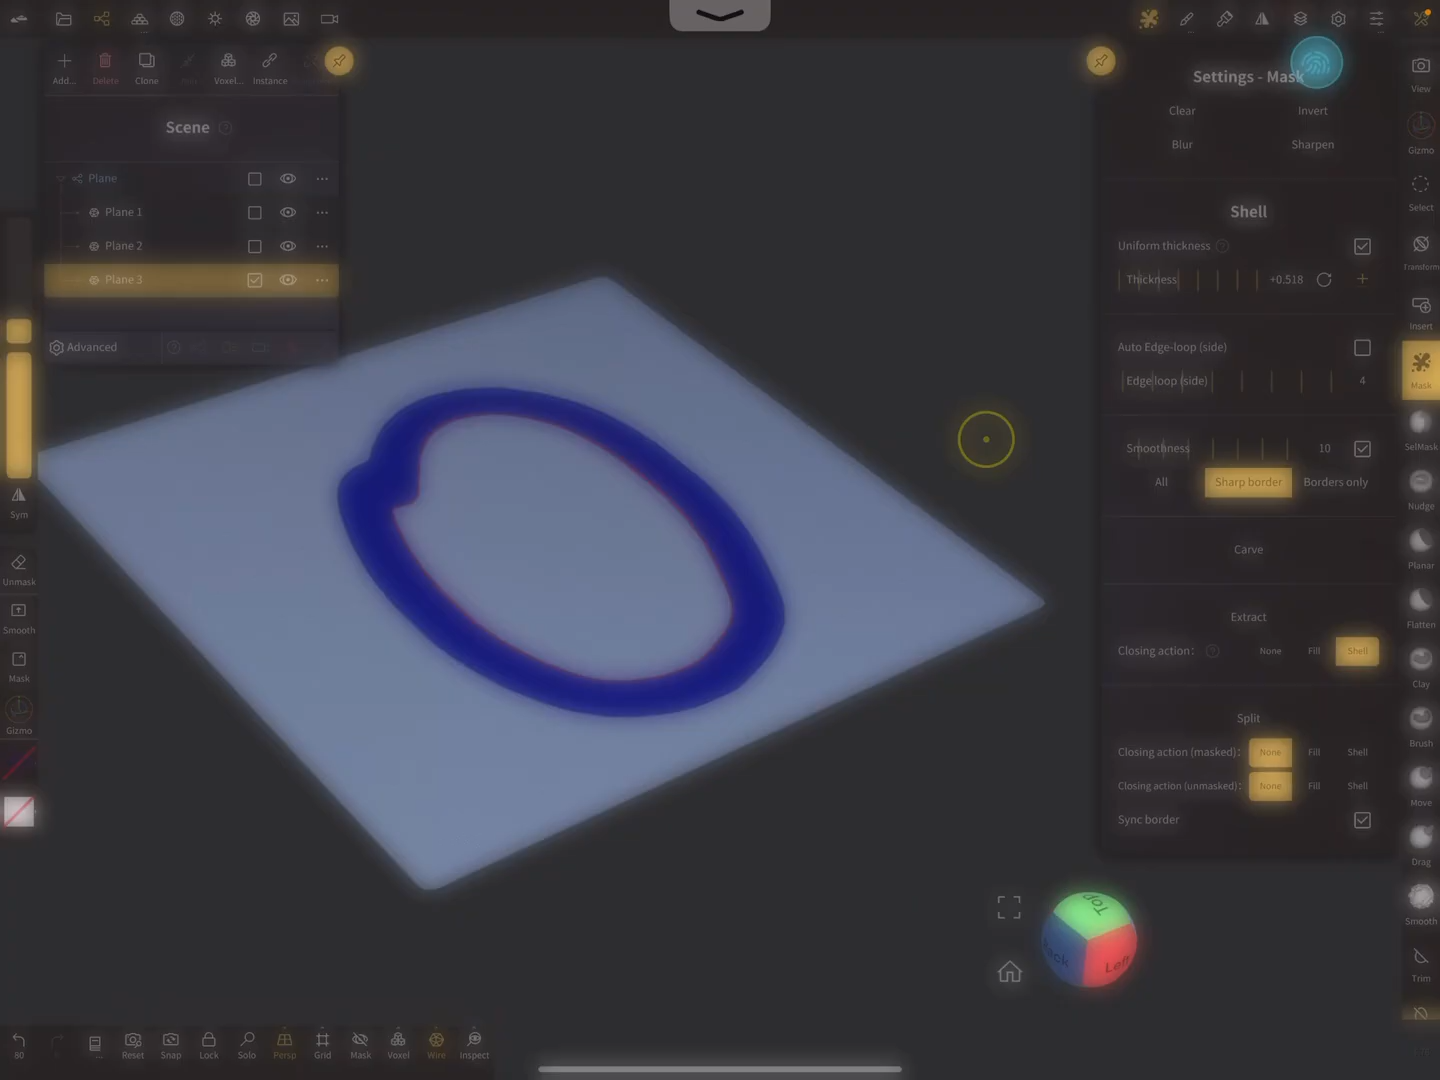 Add...
Delete
Clone
Voxel...
Instance
Scene
Plane
Plane 1
Plane 2
Plane 3
Advanced
Sym
Unmask
Smooth
Mask
Gizmo
Settings - Mask
Clear
Invert
Blur
Sharpen
Shell
Uniform thickness
Thickness
+0.518
Auto Edge-loop (side)
Edge loop (side)
4
Smoothness
10
All
Sharp border
Borders only
Carve
Extract
Closing action:
None
Fill
Shell
Split
Closing action (masked):
None
Fill
Shell
Closing action (unmasked):
None
Fill
Shell
Sync border
View
Gizmo
Select
Transform
Insert
Mask
SelMask
Nudge
Planar
Flatten
Clay
Brush
Move
Drag
Smooth
Trim
Top
Back
Left
80
...
Reset
Snap
Lock
Solo
Persp
Grid
Mask
Voxel
Wire
Inspect